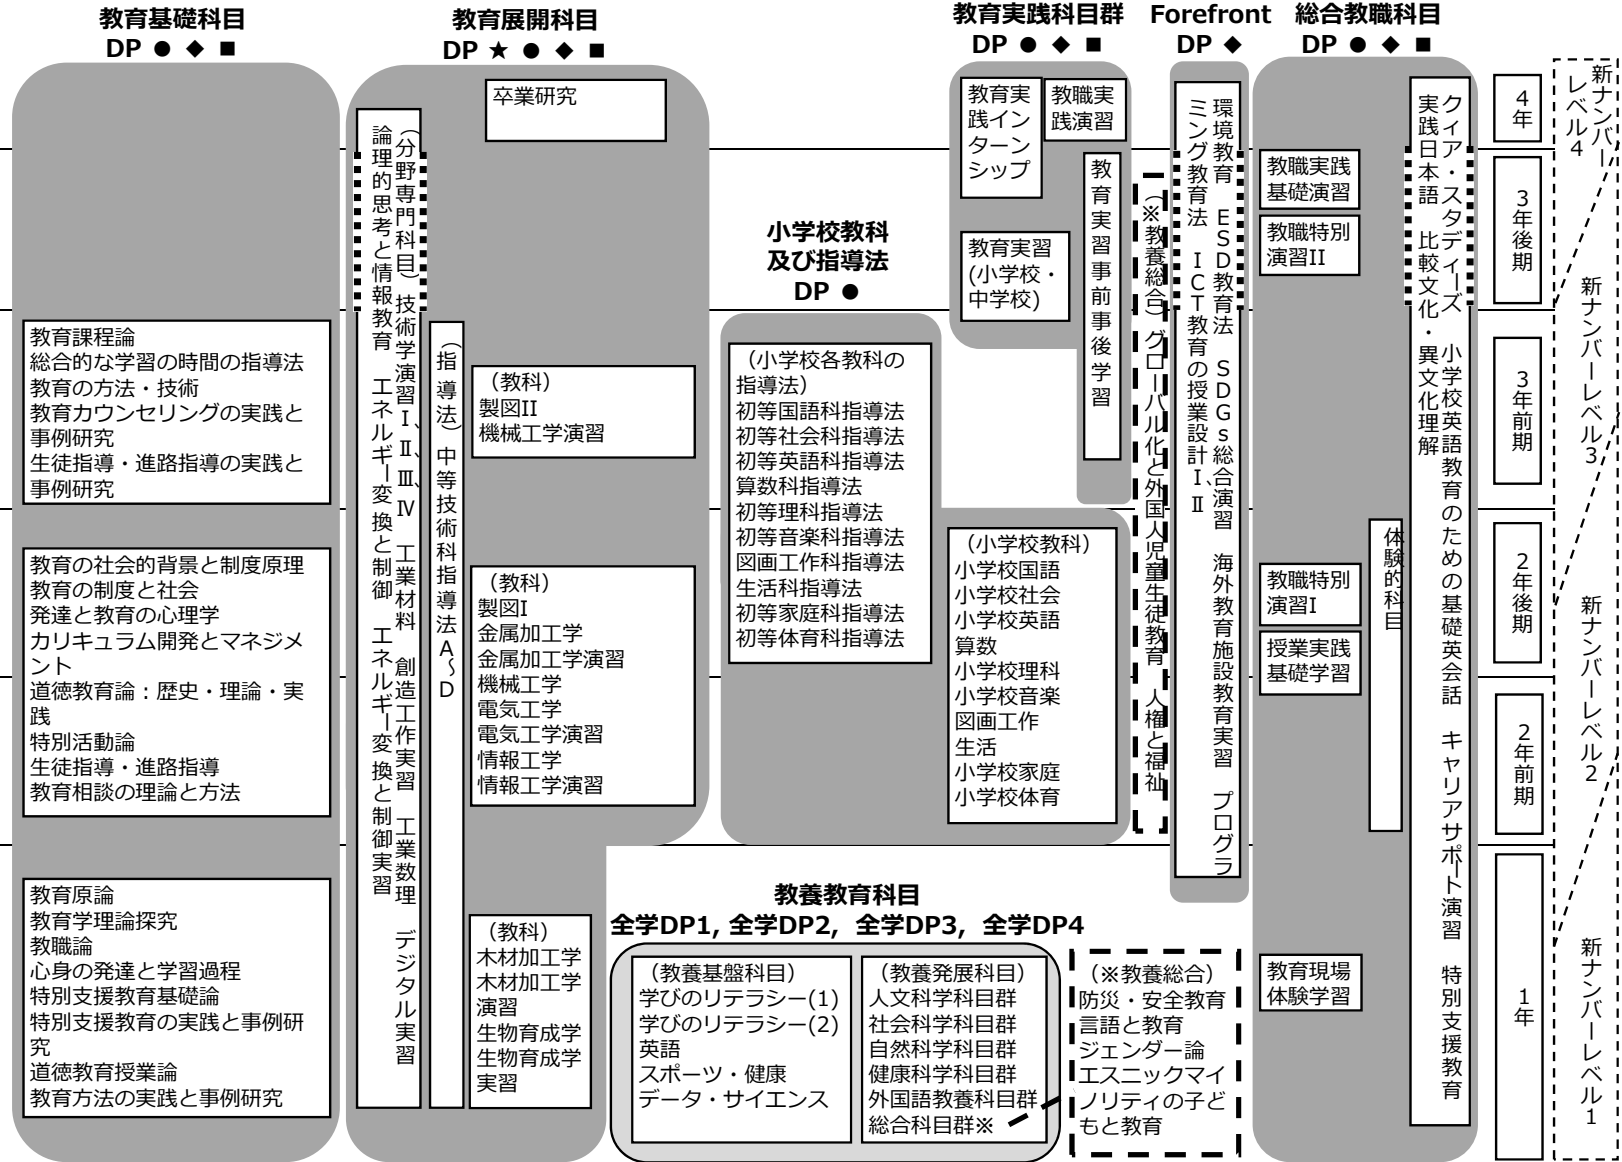 教育基礎科目
DP ● ◆ ■
教育課程論
総合的な学習の時間の指導法
教育の方法・技術
教育カウンセリングの実践と
事例研究
生徒指導・進路指導の実践と
事例研究
教育の社会的背景と制度原理
教育の制度と社会
発達と教育の心理学
カリキュラム開発とマネジメ
ント
道徳教育論：歴史・理論・実
践
特別活動論
生徒指導・進路指導
教育相談の理論と方法
教育原論
教育学理論探究
教職論
心身の発達と学習過程
特別支援教育基礎論
特別支援教育の実践と事例研
究
道徳教育授業論
教育方法の実践と事例研究
教育展開科目
DP ★ ● ◆ ■
卒業研究
（分野専門科目）技術学演習Ⅰ、Ⅱ、Ⅲ、Ⅳ　工業材料　創造工作実習　工業数理　デジタル実習
論理的思考と情報教育　エネルギー変換と制御　エネルギー変換と制御実習
（指導法）中等技術科指導法A～D
（教科）
製図II
機械工学演習
（教科）
製図I
金属加工学
金属加工学演習
機械工学
電気工学
電気工学演習
情報工学
情報工学演習
（教科）
木材加工学
木材加工学
演習
生物育成学
生物育成学
実習
小学校教科
及び指導法
DP ●
（小学校各教科の
指導法）
初等国語科指導法
初等社会科指導法
初等英語科指導法
算数科指導法
初等理科指導法
初等音楽科指導法
図画工作科指導法
生活科指導法
初等家庭科指導法
初等体育科指導法
（小学校教科）
小学校国語
小学校社会
小学校英語
算数
小学校理科
小学校音楽
図画工作
生活
小学校家庭
小学校体育
教育実践科目群
DP ● ◆ ■
教育実
践イン
ターン
シップ
教職実
践演習
教育実習事前事後学習
教育実習
(小学校・
中学校)
（※教養総合）グローバル化と外国人児童生徒教育　人権と福祉
Forefront
DP ◆
環境教育　ESD教育法　SDGs総合演習　海外教育施設教育実習　プログラ
ミング教育法　ICT教育の授業設計Ⅰ、Ⅱ
総合教職科目
DP ● ◆ ■
教職実践
基礎演習
教職特別
演習II
教職特別
演習I
授業実践
基礎学習
教育現場
体験学習
体験的科目
クィア・スタディーズ　小学校英語教育のための基礎英会話　キャリアサポート演習　特別支援教育
実践日本語　比較文化・異文化理解
教養教育科目
全学DP1, 全学DP2, 全学DP3, 全学DP4
（教養基盤科目）
学びのリテラシー(1)
学びのリテラシー(2)
英語
スポーツ・健康
データ・サイエンス
（教養発展科目）
人文科学科目群
社会科学科目群
自然科学科目群
健康科学科目群
外国語教養科目群
総合科目群※
（※教養総合）
防災・安全教育
言語と教育
ジェンダー論
エスニックマイ
ノリティの子ど
もと教育
4年
3年後期
3年前期
2年後期
2年前期
1年
新ナンバー
レベル4
新ナンバーレベル3
新ナンバーレベル2
新ナンバーレベル1